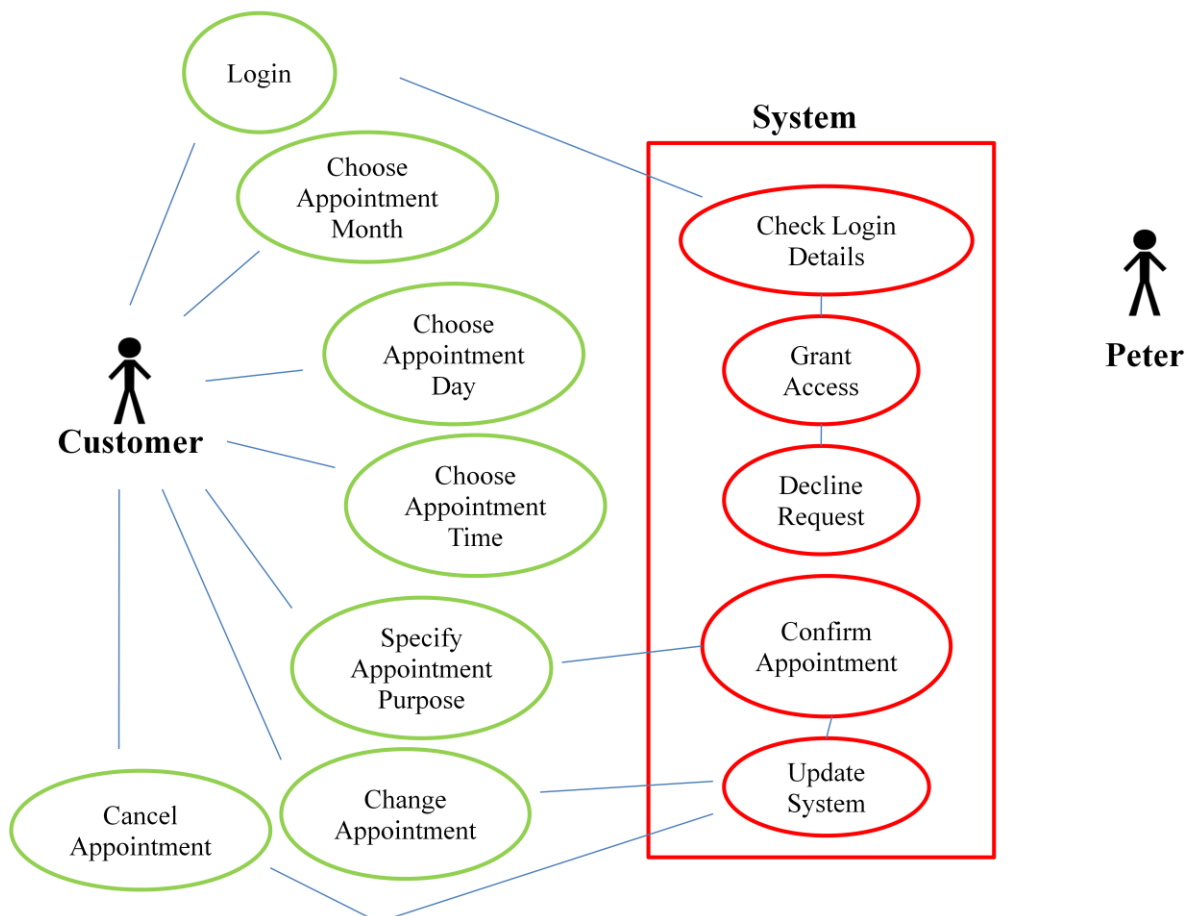 Login
System
Choose
Appointment
Month
Check Login
Details
Choose
Appointment
Day
Grant
Access
Peter
Customer
Choose
Appointment
Time
Decline
Request
Specify
Appointment
Purpose
Confirm
Appointment
Cancel
Appointment
Change
Appointment
Update
System